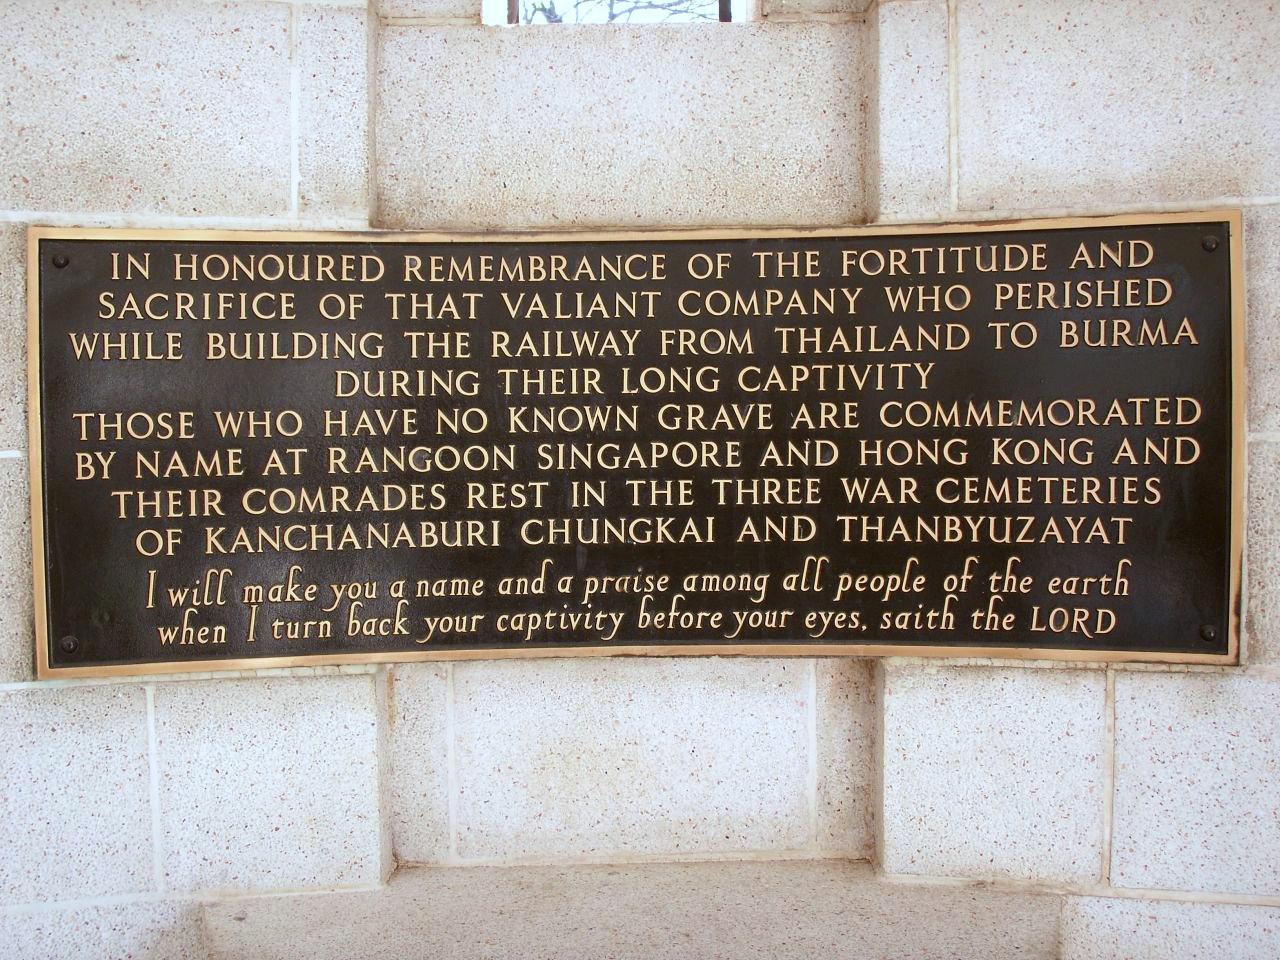 IN HONOURED REMEMBRANCE OF THE FORTITUDE AND
SACRIFICE OF THAT VALIANT COMPANY WHO PERISHED
WHILE BUILDING THE RAILWAY FROM THAILAND TO BURMA
DURING THEIR LONG CAPTIVITY
THOSE WHO HAVE NO KNOWN GRAVE ARE COMMEMORATED
BY NAME AT RANGOON SINGAPORE AND HONG KONG AND
THEIR COMRADES REST IN THE THREE WAR CEMETERIES
OF KANCHANABURI CHUNGKAI AND THANBYUZAYAT
I will make you a name and a praise among all people of the earth
when I turn back your captivity before your eyes, saith the LORD